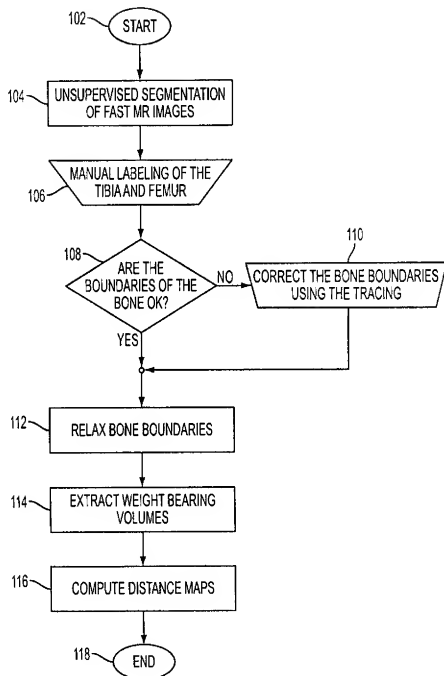 102
START
104
UNSUPERVISED SEGMENTATION
OF FAST MR IMAGES
MANUAL LABELING OF THE
TIBIA AND FEMUR
106
108
ARE THE
BOUNDARIES OF THE
BONE OK?
NO
110
CORRECT THE BONE BOUNDARIES
USING THE TRACING
YES
112
RELAX BONE BOUNDARIES
114
EXTRACT WEIGHT BEARING
VOLUMES
116
COMPUTE DISTANCE MAPS
118
END